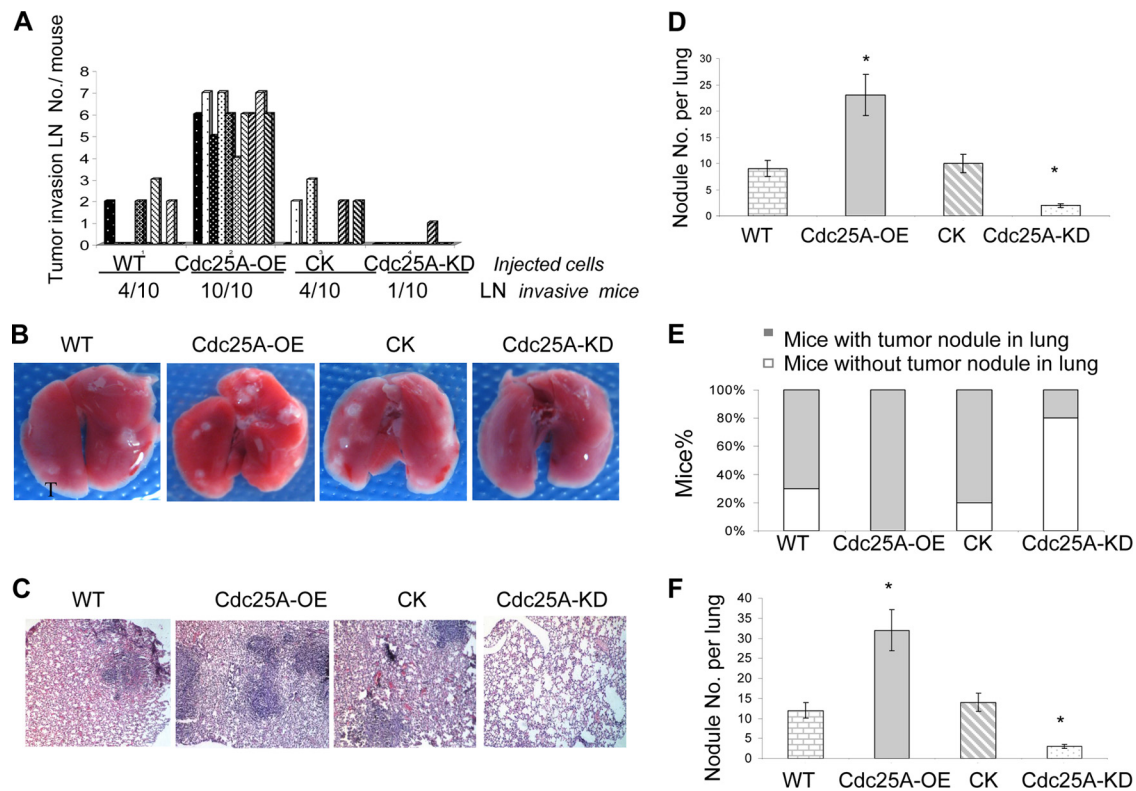 A
Tumor invasion LN No./ mouse
8
7
6
5
4
3
2
1
0
1 2 3 4
WT Cdc25A-OE CK Cdc25A-KD Injected cells
4/10 10/10 4/10 1/10 LN invasive mice
B
WT Cdc25A-OE CK Cdc25A-KD
T
C
WT Cdc25A-OE CK Cdc25A-KD
D
Nodule No. per lung
30
25
20
15
10
5
0
* *
WT Cdc25A-OE CK Cdc25A-KD
E
Mice with tumor nodule in lung
Mice without tumor nodule in lung
Mice%
100%
80%
60%
40%
20%
0%
WT Cdc25A-OE CK Cdc25A-KD
F
Nodule No. per lung
40
35
30
25
20
15
10
5
0
* *
WT Cdc25A-OE CK Cdc25A-KD